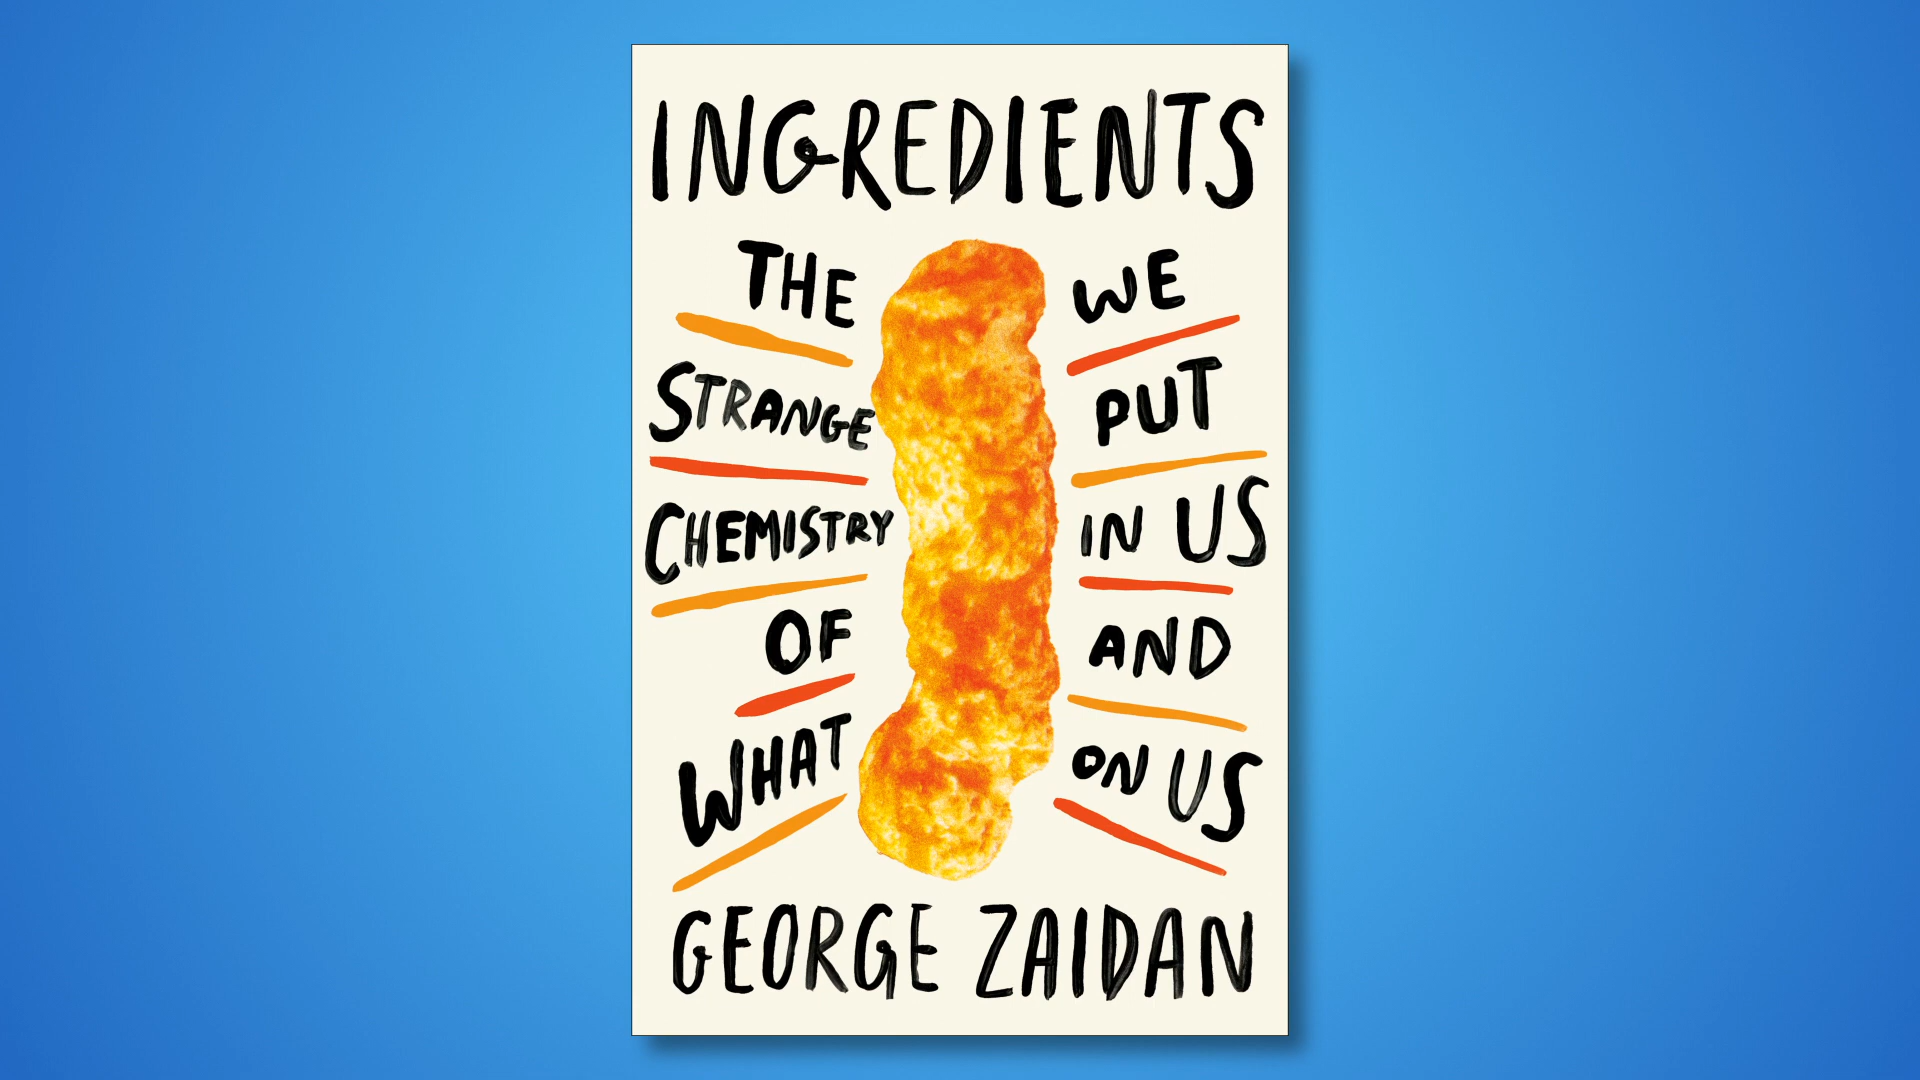 INGREDIENTS
THE
STRANGE
CHEMISTRY
OF
WHAT
WE
PUT
IN US
AND
ON US
GEORGE ZAIDAN